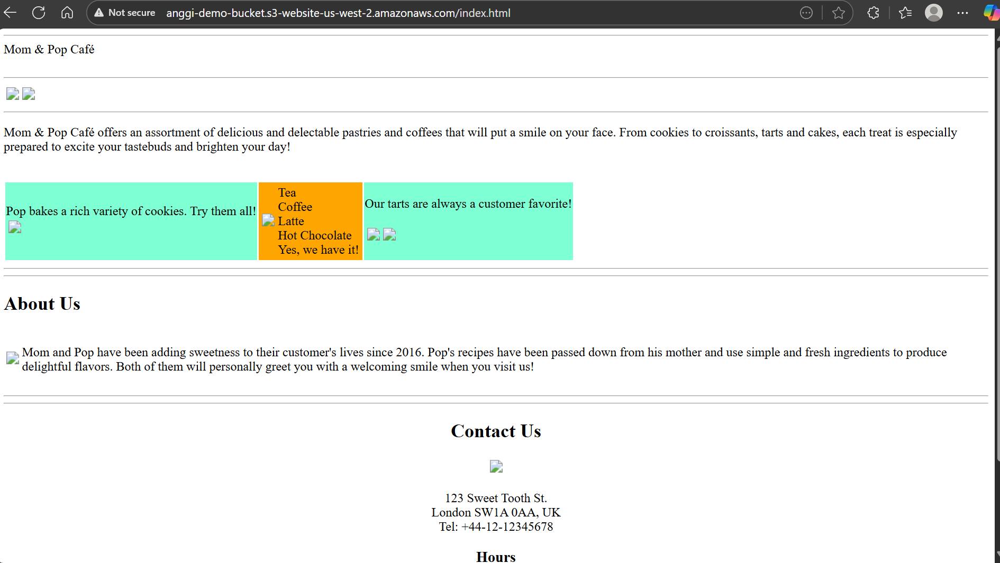 Not secure
anggi-demo-bucket.s3-website-us-west-2.amazonaws.com/index.html
Mom & Pop Café
Mom & Pop Café offers an assortment of delicious and delectable pastries and coffees that will put a smile on your face. From cookies to croissants, tarts and cakes, each treat is especially
prepared to excite your tastebuds and brighten your day!
Pop bakes a rich variety of cookies. Try them all!
Tea
Coffee
Latte
Hot Chocolate
Yes, we have it!
Our tarts are always a customer favorite!
About Us
Mom and Pop have been adding sweetness to their customer's lives since 2016. Pop's recipes have been passed down from his mother and use simple and fresh ingredients to produce
delightful flavors. Both of them will personally greet you with a welcoming smile when you visit us!
Contact Us
123 Sweet Tooth St.
London SW1A 0AA, UK
Tel: +44-12-12345678
Hours